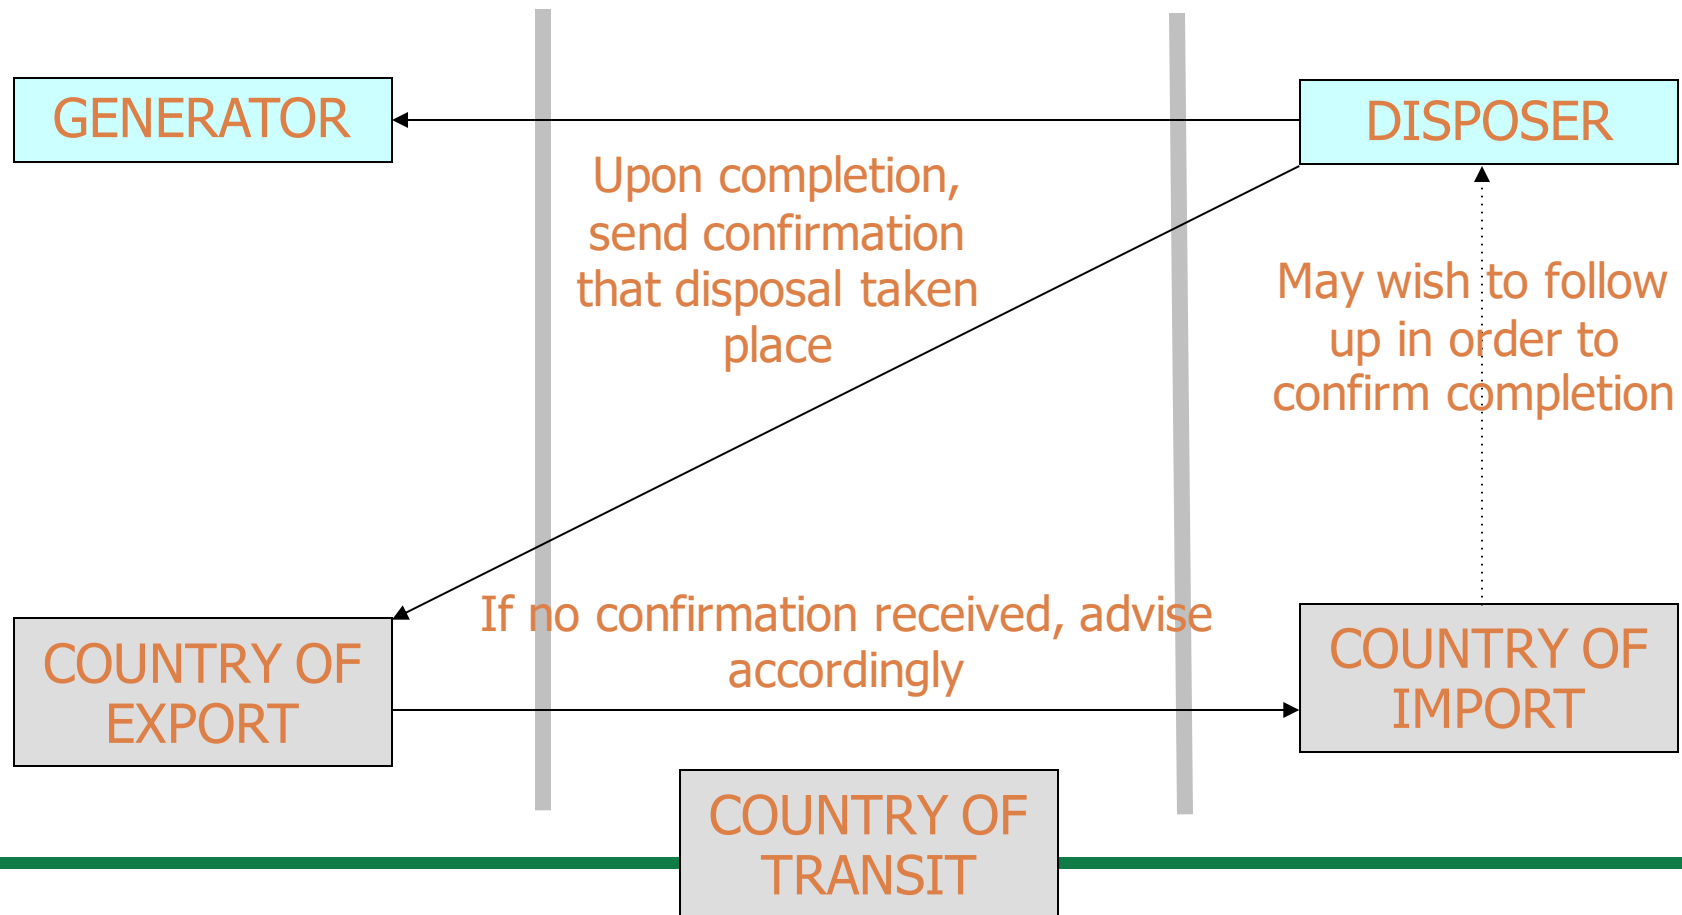 GENERATOR
DISPOSER
Upon completion,
send confirmation
that disposal taken
place
May wish to follow
up in order to
confirm completion
If no confirmation received, advise
accordingly
COUNTRY OF
EXPORT
COUNTRY OF
IMPORT
COUNTRY OF
TRANSIT